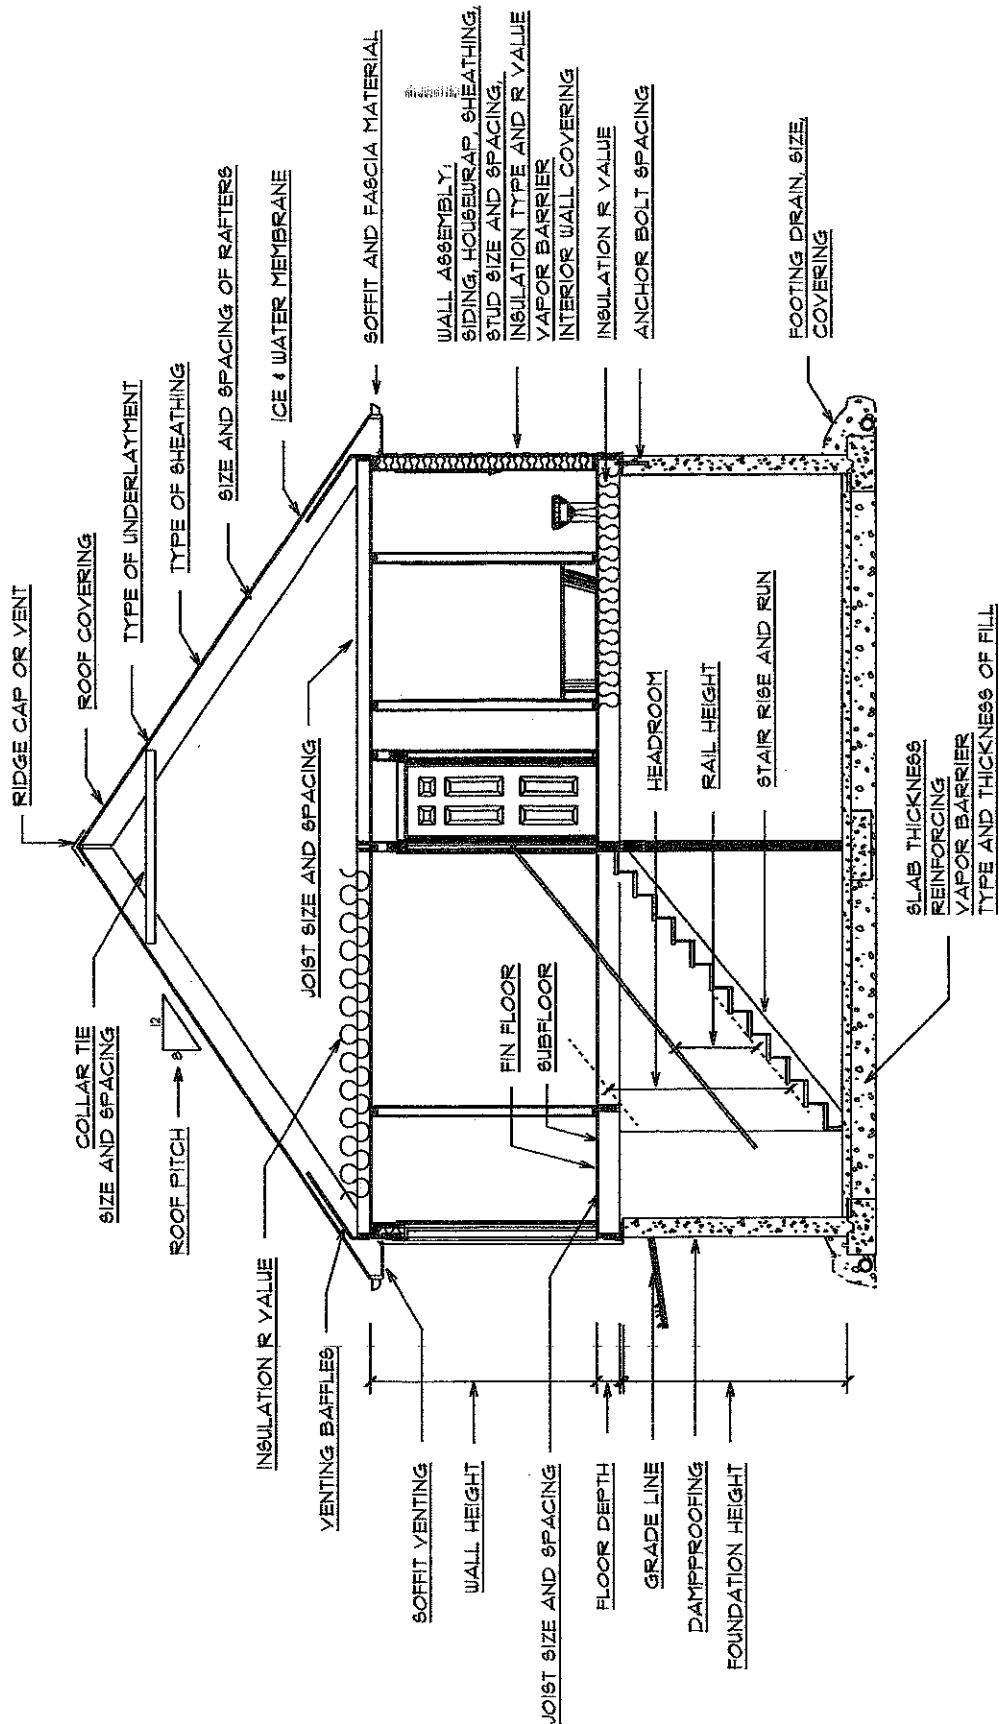 RIDGE CAP OR VENT
ROOF COVERING
TYPE OF UNDERLAYMENT
TYPE OF SHEATHING
SIZE AND SPACING OF RAFTERS
ICE & WATER MEMBRANE
SOFFIT AND FASCIA MATERIAL
WALL ASSEMBLY:
SIDING, HOUSEWRAP, SHEATHING,
STUD SIZE AND SPACING,
INSULATION TYPE AND R VALUE
VAPOR BARRIER
INTERIOR WALL COVERING
INSULATION R VALUE
ANCHOR BOLT SPACING
FOOTING DRAIN, SIZE,
COVERING
COLLAR TIE
SIZE AND SPACING
12
8
ROOF PITCH
INSULATION R VALUE
VENTING BAFFLES
SOFFIT VENTING
WALL HEIGHT
JOIST SIZE AND SPACING
FLOOR DEPTH
GRADE LINE
DAMPPROOFING
FOUNDATION HEIGHT
JOIST SIZE AND SPACING
FIN FLOOR
SUBFLOOR
HEADROOM
RAIL HEIGHT
STAIR RISE AND RUN
SLAB THICKNESS
REINFORCING
VAPOR BARRIER
TYPE AND THICKNESS OF FILL